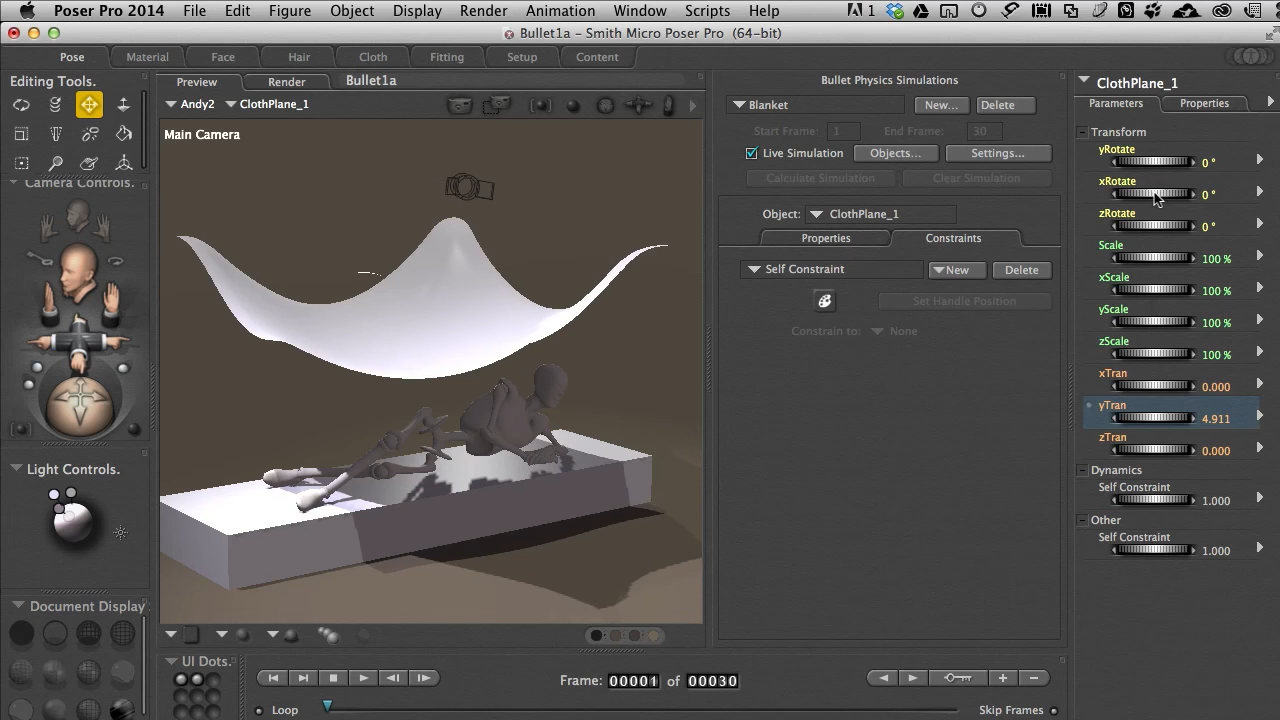 Poser Pro 2014 File Edit Figure Object Display Render Animation Window Scripts Help 1
Bullet1a – Smith Micro Poser Pro (64-bit)
Pose Material Face Hair Cloth Fitting Setup Content
Editing Tools.
Camera Controls.
Light Controls.
Document Display
Preview Render Bullet1a
Andy2 ClothPlane_1
Main Camera
UI Dots.
Frame: 00001 of 00030
Loop Skip Frames
Bullet Physics Simulations
Blanket New... Delete
Start Frame: 1 End Frame: 30
Live Simulation Objects... Settings...
Calculate Simulation Clear Simulation
Object: ClothPlane_1
Properties Constraints
Self Constraint New Delete
Set Handle Position
Constrain to: None
ClothPlane_1
Parameters Properties
Transform
yRotate
0 °
xRotate
0 °
zRotate
0 °
Scale
100 %
xScale
100 %
yScale
100 %
zScale
100 %
xTran
0.000
yTran
4.911
zTran
0.000
Dynamics
Self Constraint
1.000
Other
Self Constraint
1.000